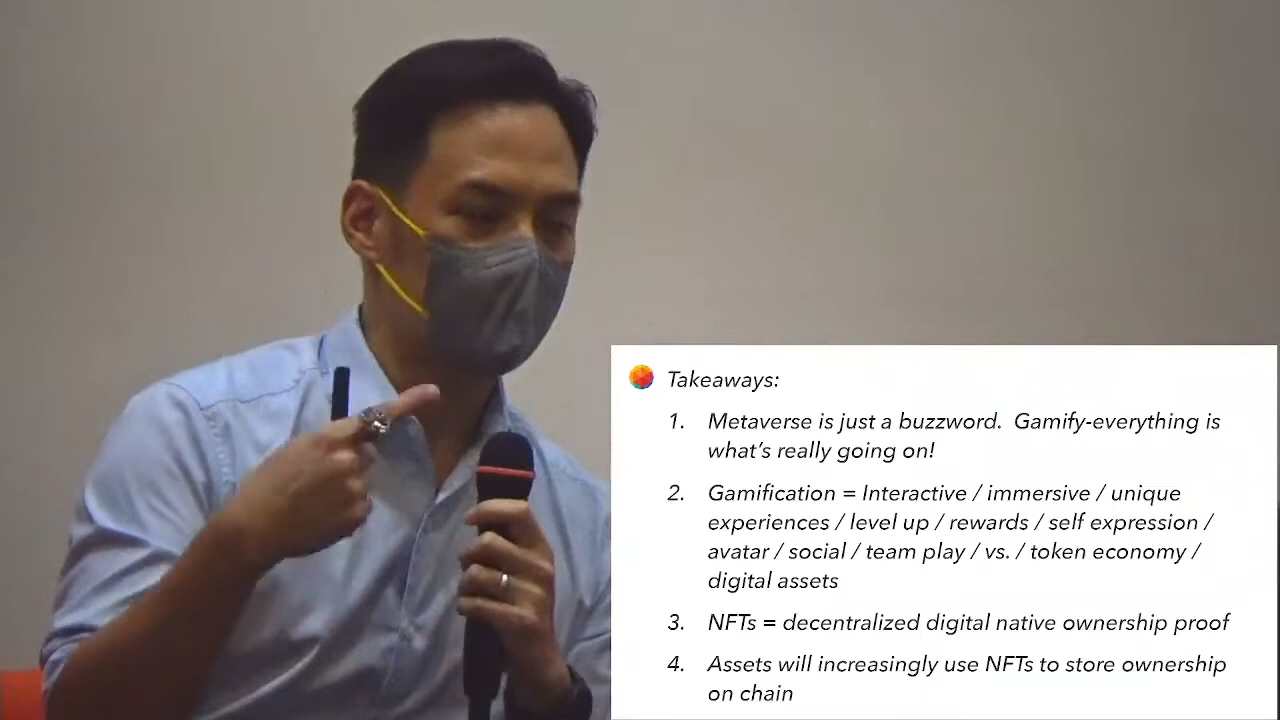 Takeaways:
1. Metaverse is just a buzzword.  Gamify-everything is
what's really going on!
2. Gamification = Interactive / immersive / unique
experiences / level up / rewards / self expression /
avatar / social / team play / vs. / token economy /
digital assets
3. NFTs = decentralized digital native ownership proof
4. Assets will increasingly use NFTs to store ownership
on chain